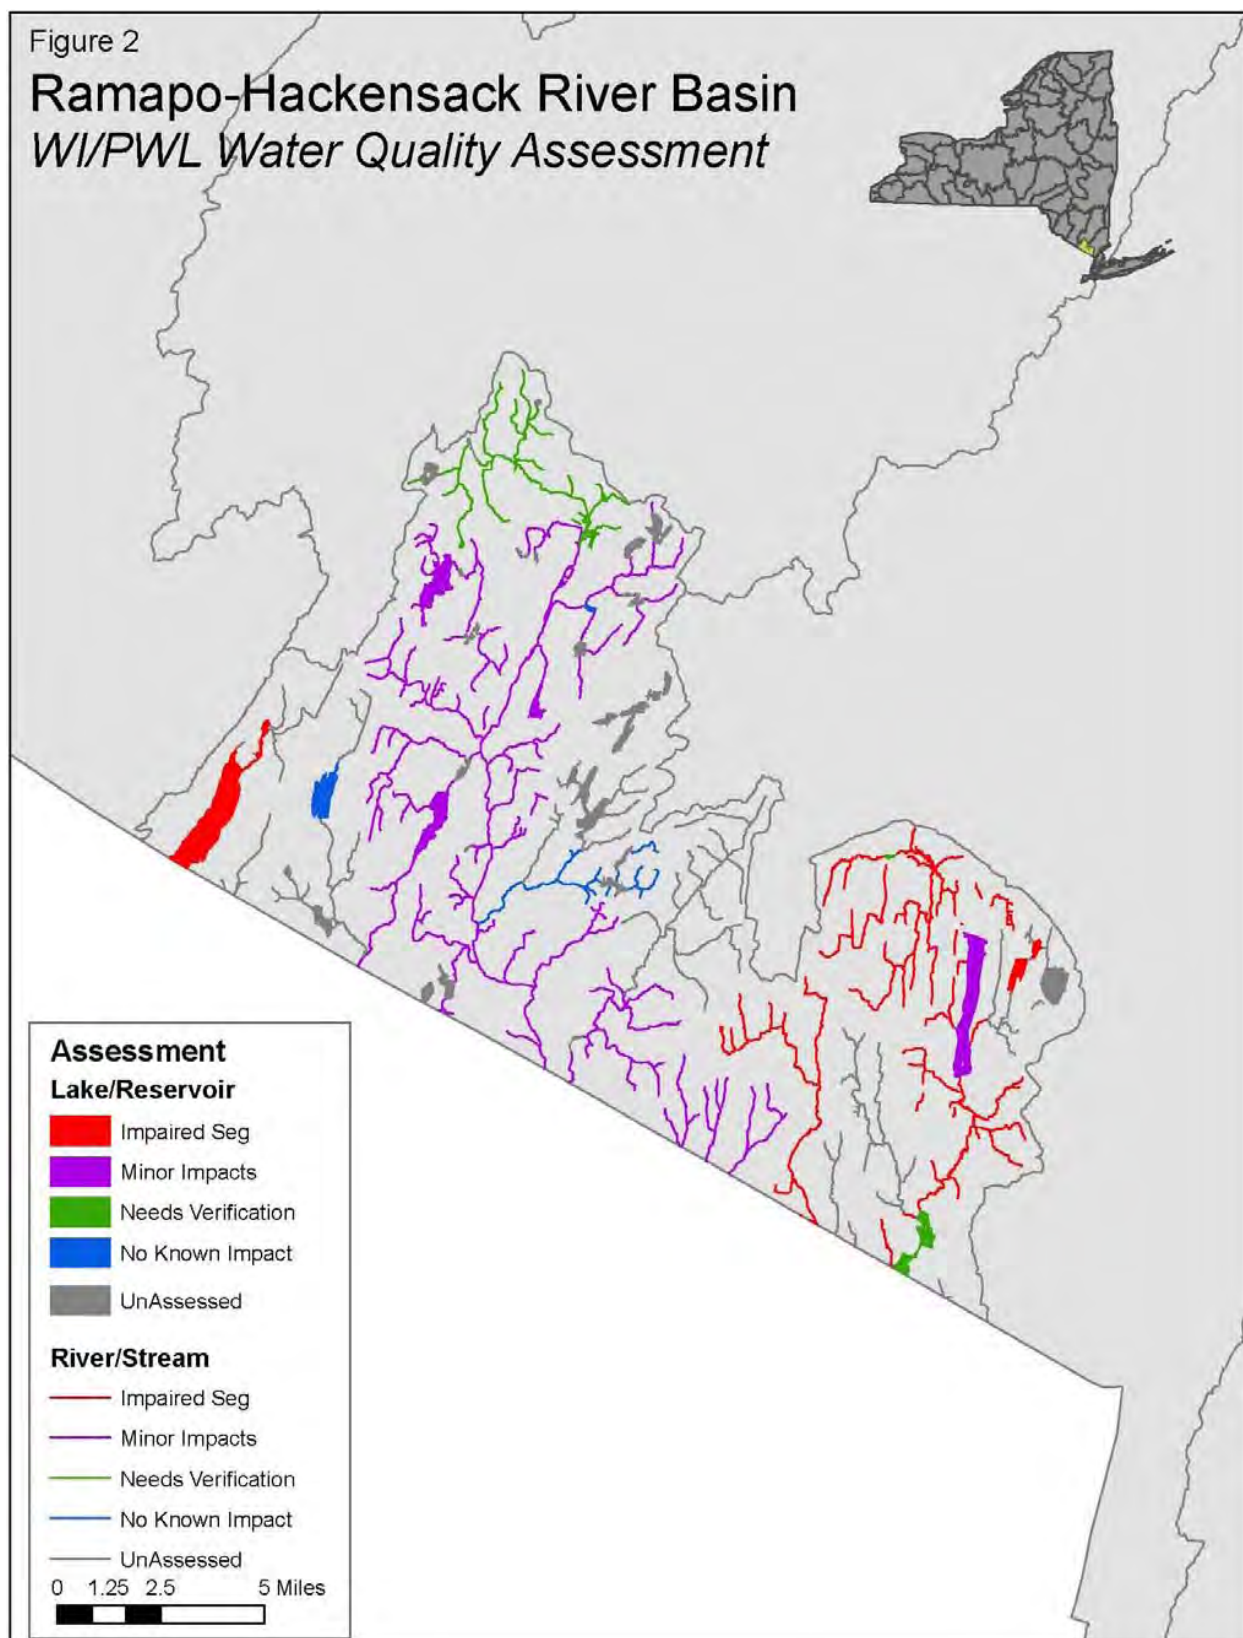 Figure 2
Ramapo-Hackensack River Basin
WI/PWL Water Quality Assessment
Assessment
Lake/Reservoir
Impaired Seg
Minor Impacts
Needs Verification
No Known Impact
UnAssessed
River/Stream
Impaired Seg
Minor Impacts
Needs Verification
No Known Impact
UnAssessed
0 1.25 2.5 5 Miles